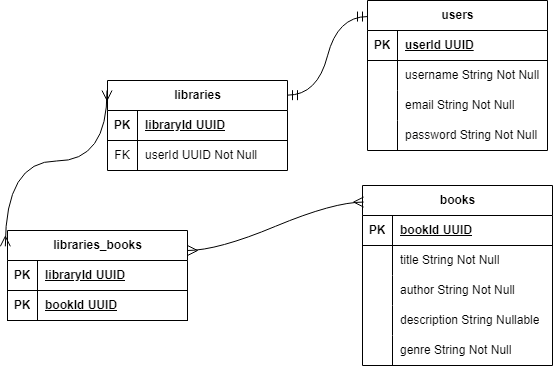 users
PK userId UUID
username String Not Null
email String Not Null
password String Not Null
libraries
PK libraryId UUID
FK userId UUID Not Null
books
PK bookId UUID
title String Not Null
author String Not Null
description String Nullable
genre String Not Null
libraries_books
PK libraryId UUID
PK bookId UUID